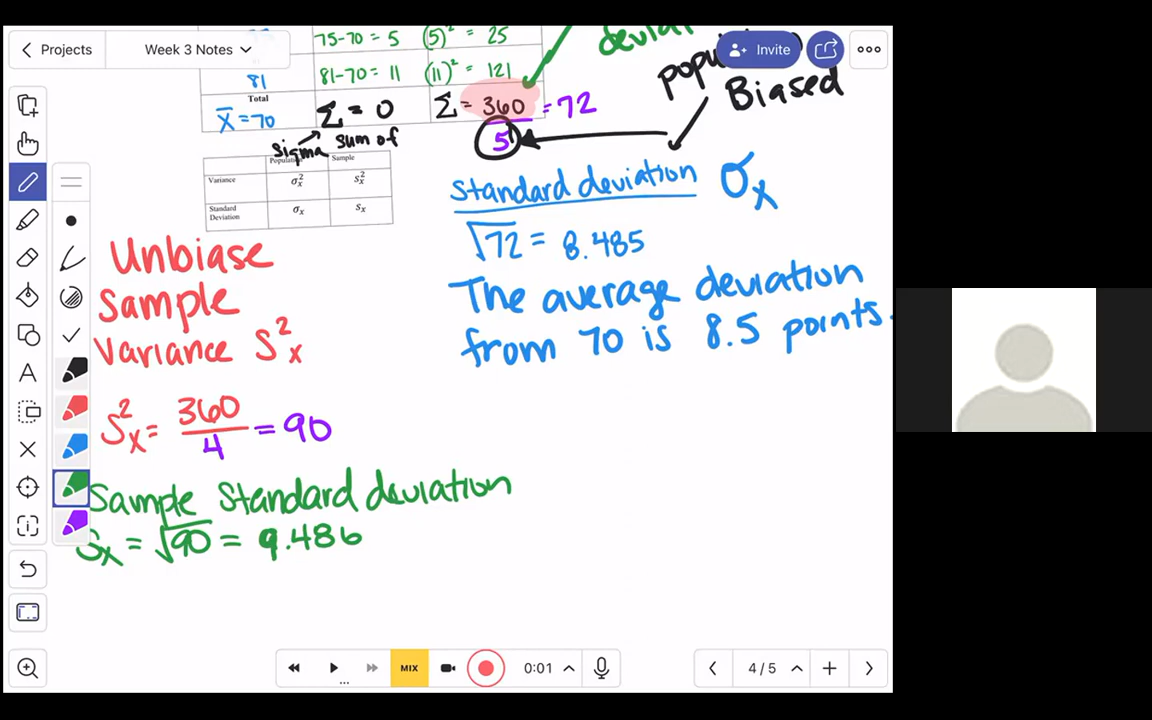 Projects
Week 3 Notes
Invite
75-70 = 5 (5)² = 25
devia
81
81-70 = 11 (11)² = 121
popu
Biased
Total
x̄ = 70
Σ = 0
Σ = 360 = 72
5
sigma sum of
Population Sample
Variance σ²x s²x
Standard Deviation σx sx
Standard deviation σx
√72 = 8.485
The average deviation
from 70 is 8.5 points.
Unbiase
Sample
Variance S²x
S²x = 360/4 = 90
Sample Standard deviation
Sx = √90 = 9.486
MIX
0:01
4/5